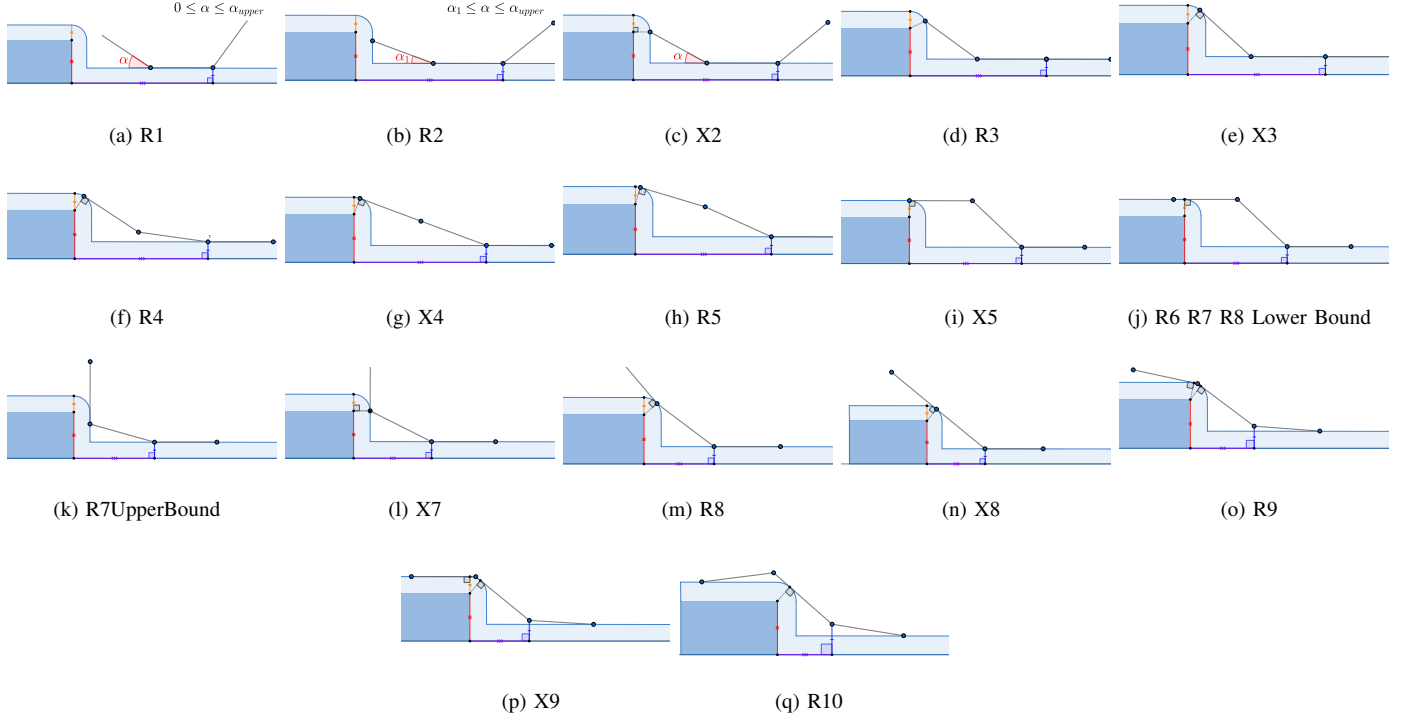 0 ≤ α ≤ α_upper
α
(a) R1
α₁ ≤ α ≤ α_upper
α₁
(b) R2
α
(c) X2
(d) R3
(e) X3
(f) R4
(g) X4
(h) R5
(i) X5
(j) R6 R7 R8 Lower Bound
(k) R7UpperBound
(l) X7
(m) R8
(n) X8
(o) R9
(p) X9
(q) R10